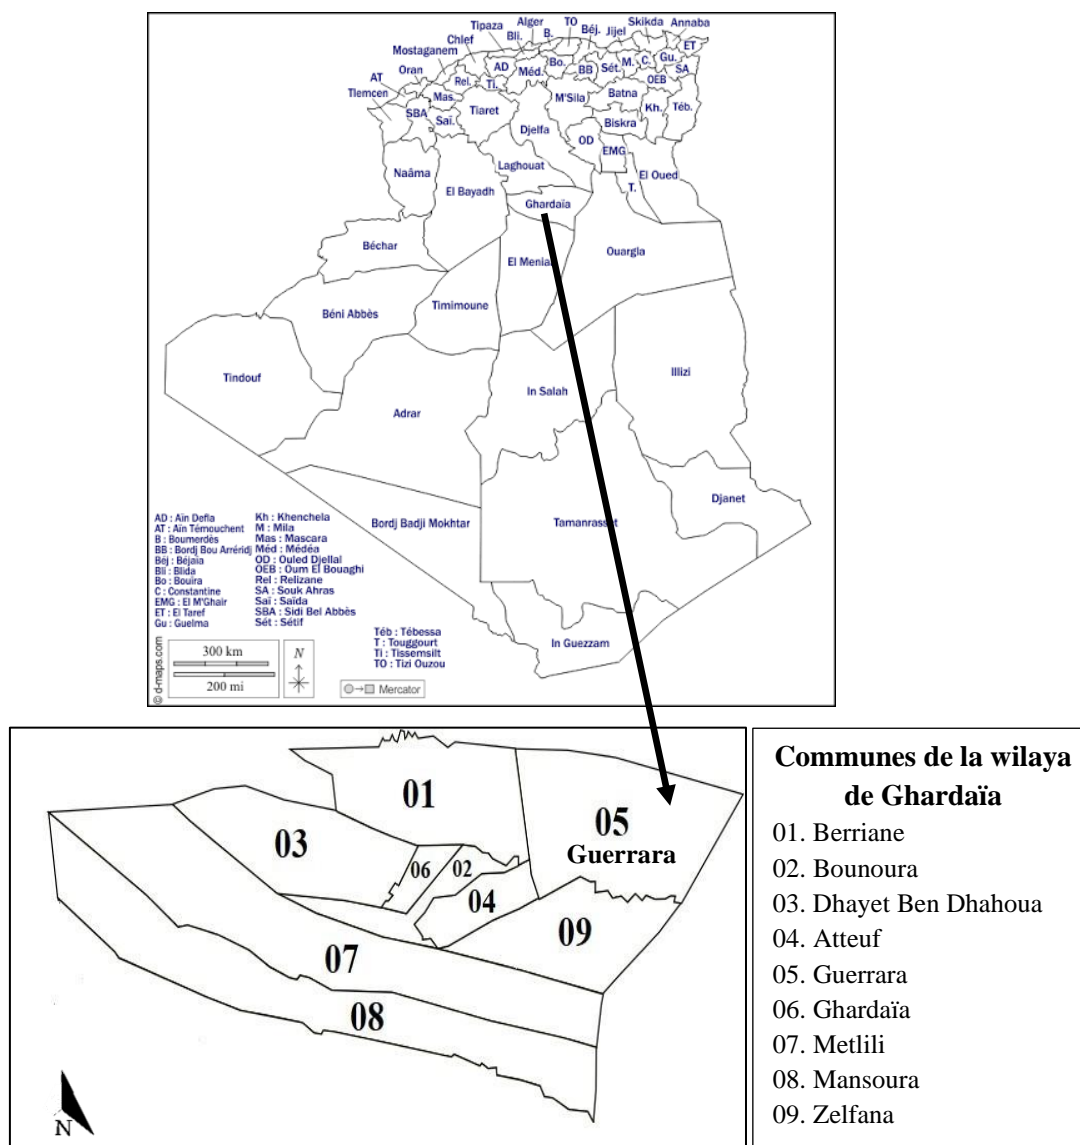 Tipaza
Alger
B.
TO
Béj.
Jijel
Skikda
Annaba
Chlef
Bli.
ET
Mostaganem
AD
Méd.
Bo.
BB
Sét.
M.
C.
Gu.
SA
Oran
Rel.
Ti.
OEB
AT
Mas.
M'Sila
Batna
Kh.
Téb.
Tlemcen
SBA
Saï.
Tiaret
Djelfa
Biskra
OD
EMG
Laghouat
Naâma
El Bayadh
T.
El Oued
Ghardaïa
Béchar
El Menia
Ouargla
Timimoune
Béni Abbès
Tindouf
Illizi
In Salah
Adrar
Djanet
Bordj Badji Mokhtar
Tamanrasset
In Guezzam
AD : Aïn Defla
AT : Aïn Témouchent
B : Boumerdès
BB : Bordj Bou Arréridj
Béj : Béjaïa
Bli : Blida
Bo : Bouira
C : Constantine
EMG : El M'Ghair
ET : El Taref
Gu : Guelma
Kh : Khenchela
M : Mila
Mas : Mascara
Méd : Médéa
OD : Ouled Djellal
OEB : Oum El Bouaghi
Rel : Relizane
SA : Souk Ahras
Saï : Saïda
SBA : Sidi Bel Abbès
Sét : Sétif
Téb : Tébessa
T : Touggourt
Ti : Tissemsilt
TO : Tizi Ouzou
© d-maps.com
300 km
200 mi
N
Mercator
01
03
05
Guerrara
06
02
04
09
07
08
N
Communes de la wilaya
de Ghardaïa
01. Berriane
02. Bounoura
03. Dhayet Ben Dhahoua
04. Atteuf
05. Guerrara
06. Ghardaïa
07. Metlili
08. Mansoura
09. Zelfana